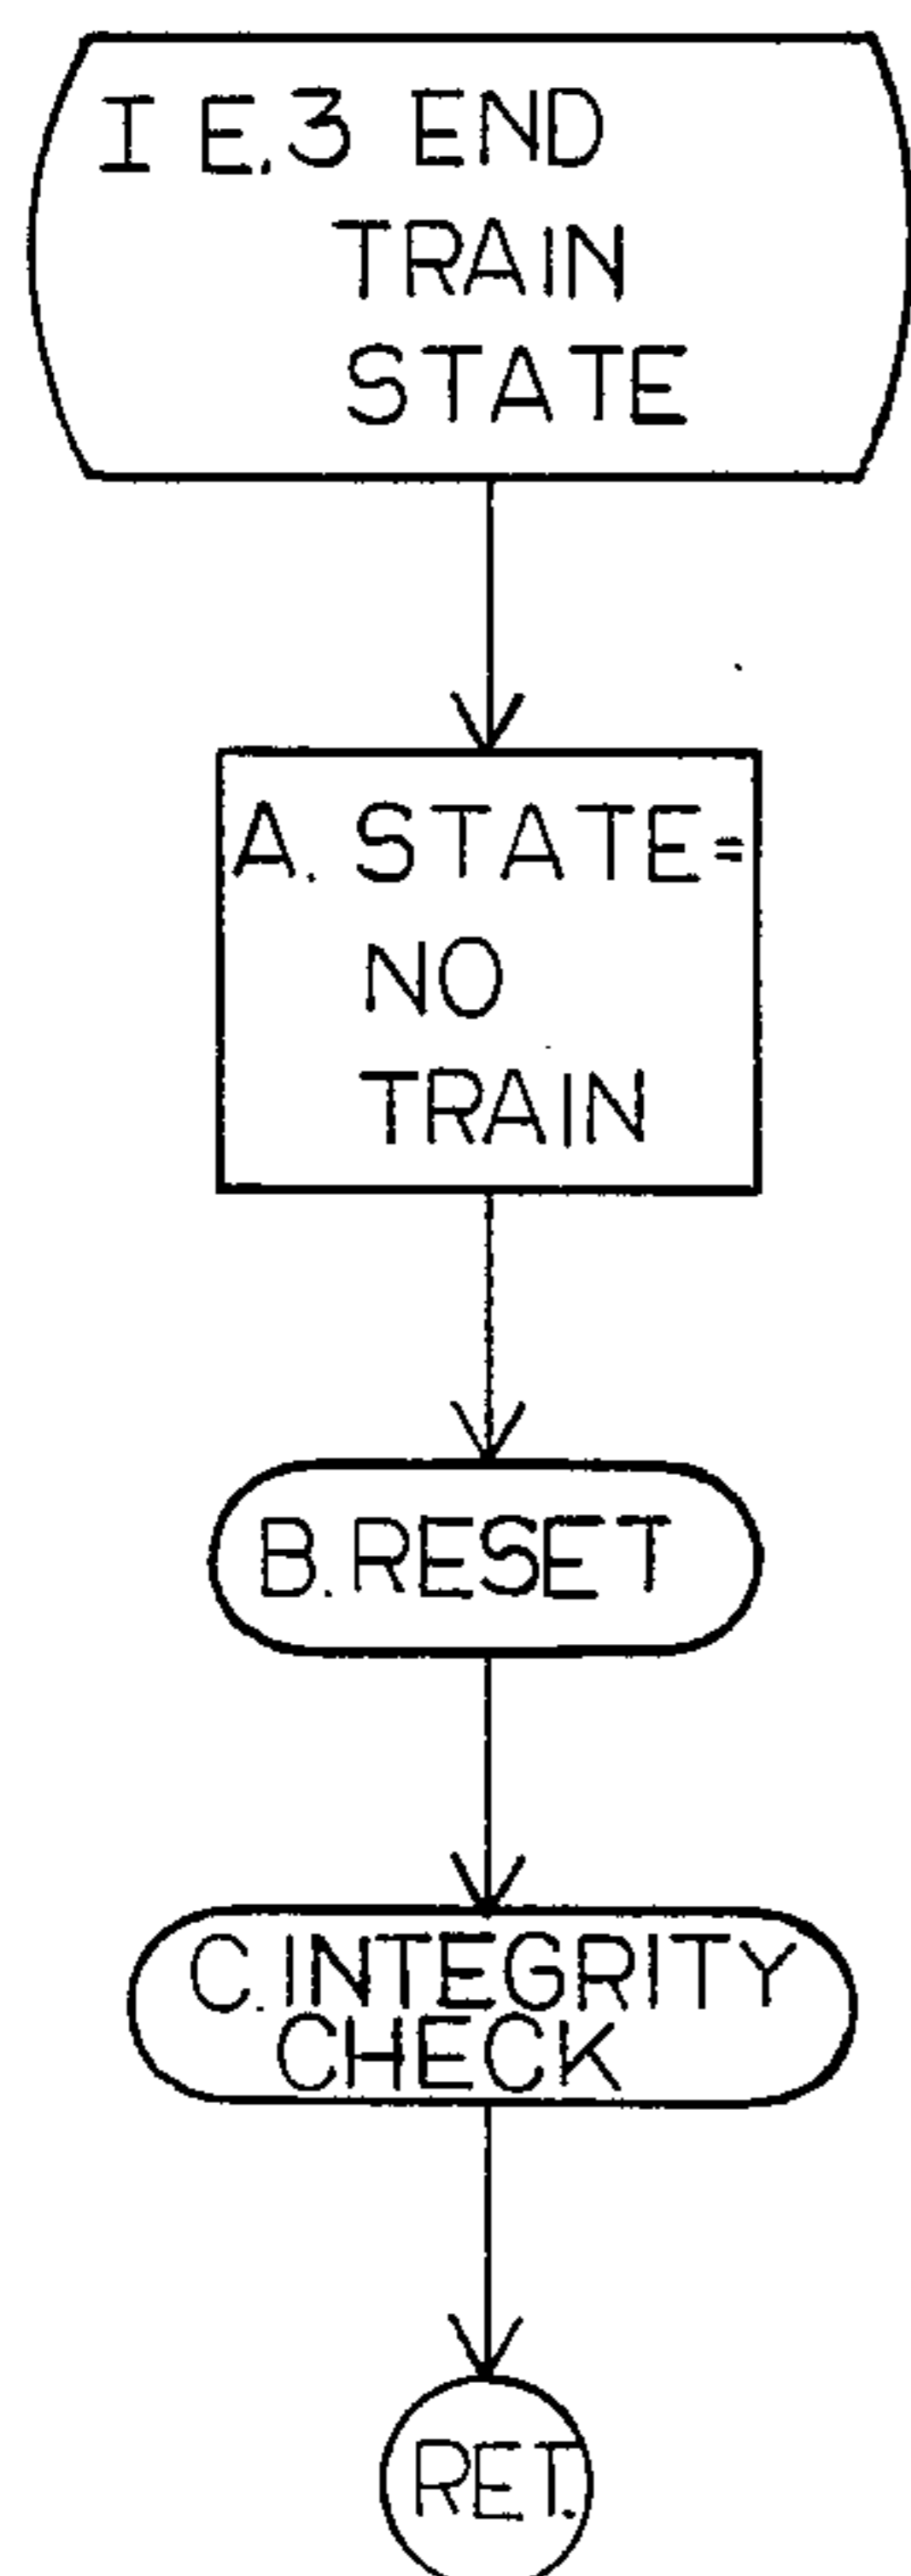 I E.3 END
TRAIN
STATE
A. STATE=
NO
TRAIN
B.RESET
C.INTEGRITY
CHECK
RET.